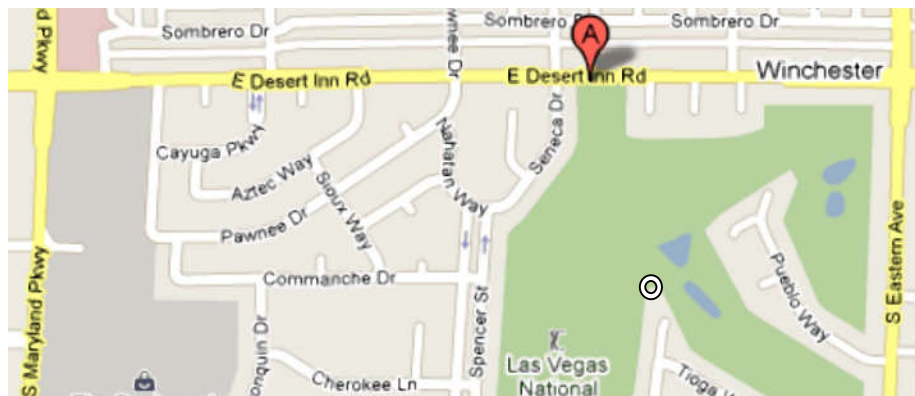 Sombrero Dr
Sombrero Dr
Sombrero Dr
A
E Desert Inn Rd
E Desert Inn Rd
Winchester
Seneca Dr
Nahatan Way
Cayuga Pkwy
Aztec Way
Sioux Way
Pawnee Dr
Commanche Dr
Pueblo Way
S Eastern Ave
S Maryland Pkwy
Spencer St
Las Vegas
National
Cherokee Ln
Tioga